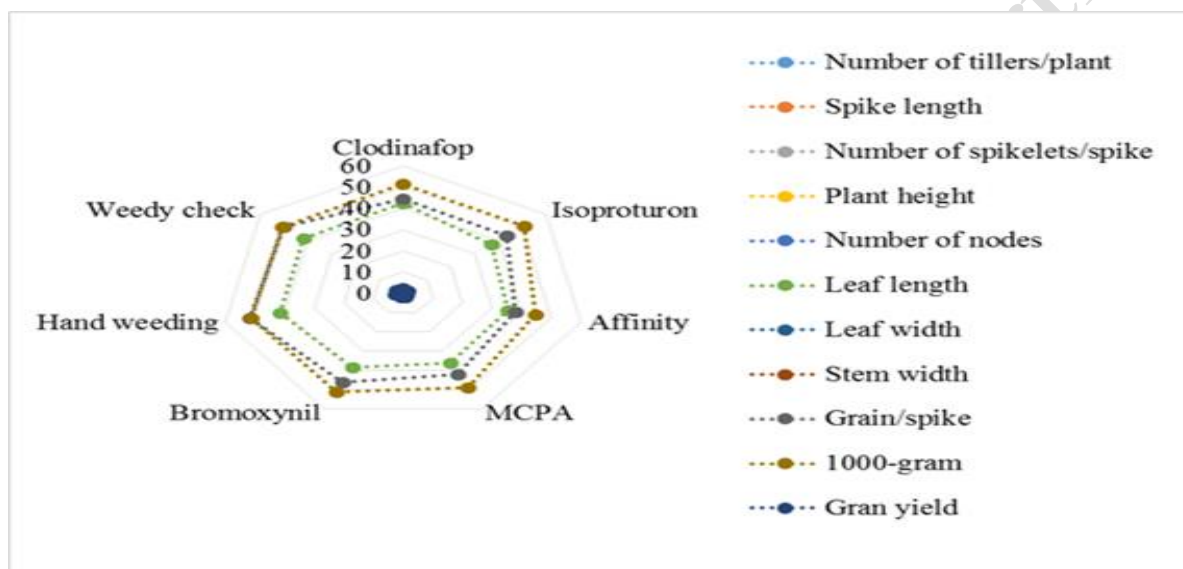 Clodinafop
60
50
40
30
20
10
0
Isoproturon
Affinity
MCPA
Bromoxynil
Hand weeding
Weedy check
Number of tillers/plant
Spike length
Number of spikelets/spike
Plant height
Number of nodes
Leaf length
Leaf width
Stem width
Grain/spike
1000-gram
Gran yield